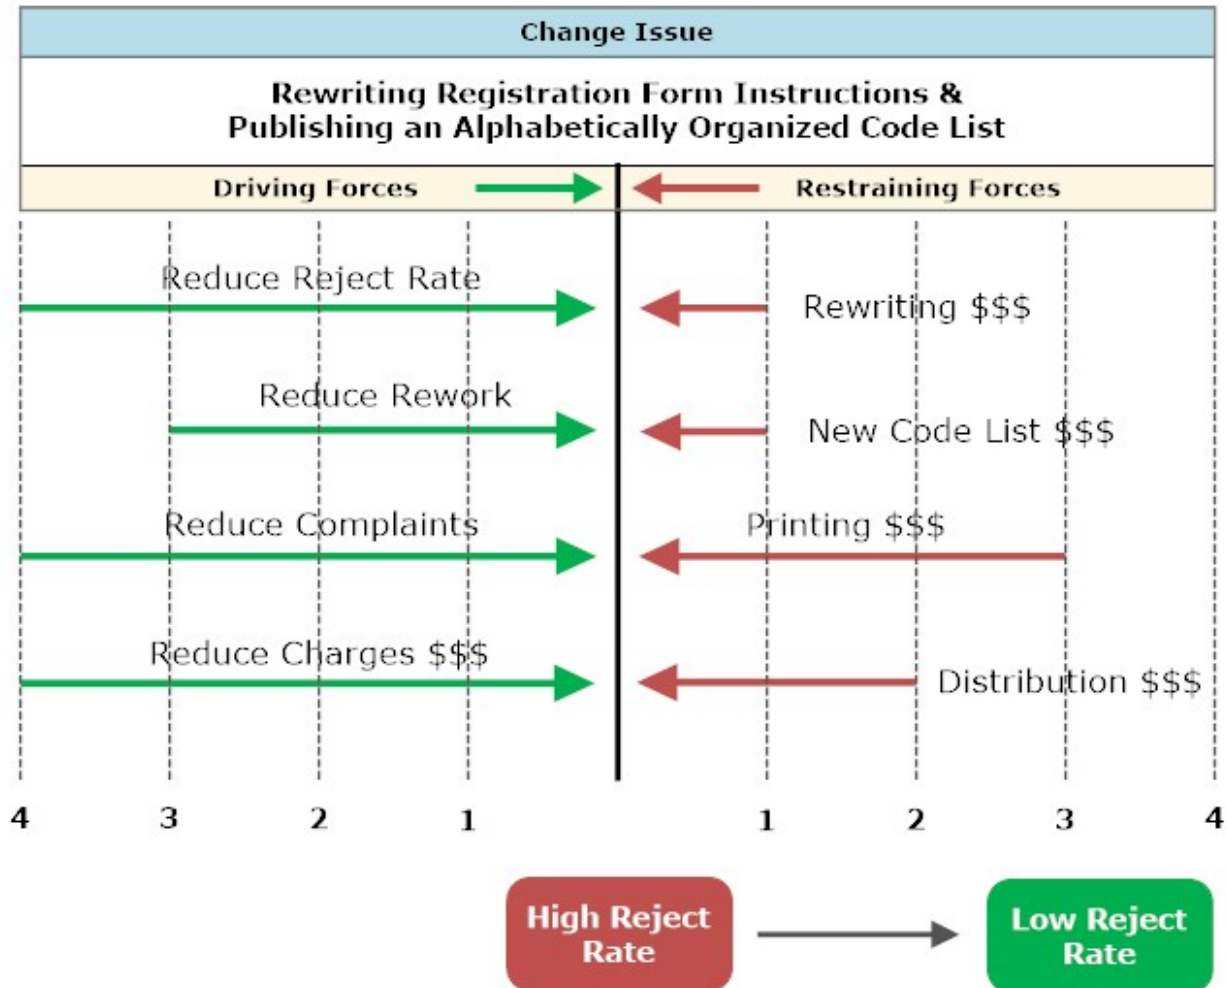 Change Issue
Rewriting Registration Form Instructions &
Publishing an Alphabetically Organized Code List
Driving Forces
Restraining Forces
Reduce Reject Rate
Rewriting $$$
Reduce Rework
New Code List $$$
Reduce Complaints
Printing $$$
Reduce Charges $$$
Distribution $$$
4 3 2 1 1 2 3 4
High Reject
Rate
Low Reject
Rate